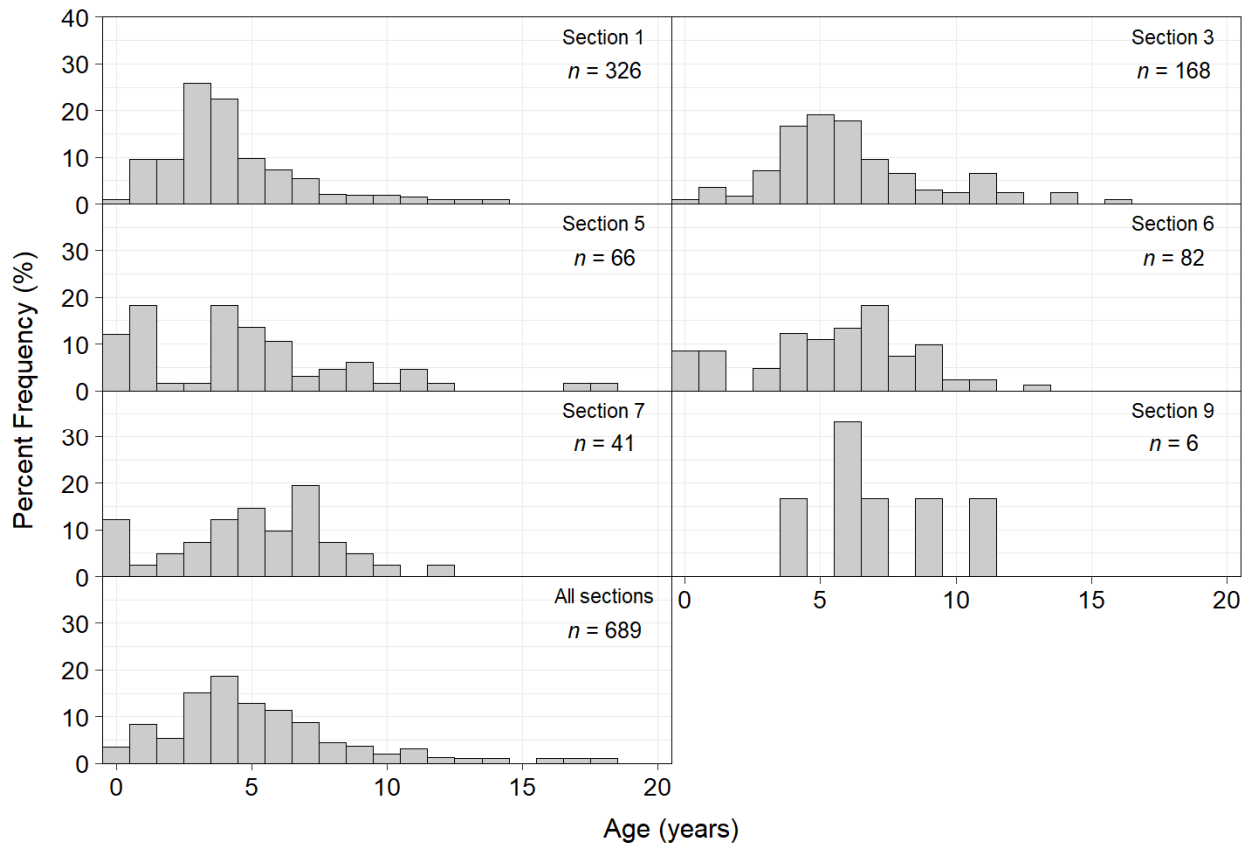 Percent Frequency (%)
40
30
20
10
0
Section 1
n = 326
Section 3
n = 168
30
20
10
0
Section 5
n = 66
Section 6
n = 82
30
20
10
0
Section 7
n = 41
Section 9
n = 6
0 5 10 15 20
30
20
10
0
All sections
n = 689
0 5 10 15 20
Age (years)